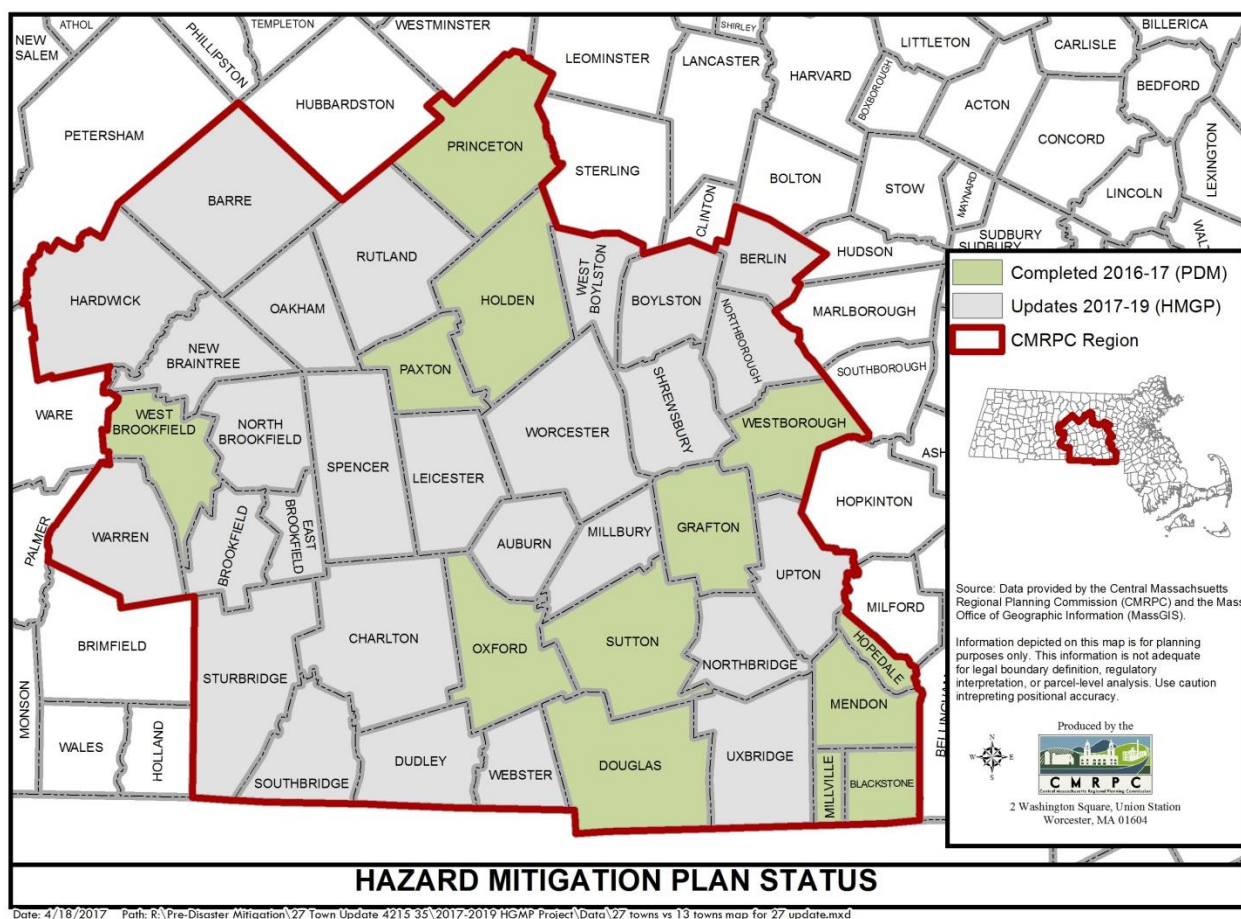 ATHOL
TEMPLETON
WESTMINSTER
SHIRLEY
LITTLETON
CARLISLE
BILLERICA
NEW
SALEM
PHILLIPSTON
LEOMINSTER
LANCASTER
HARVARD
BOXBOROUGH
ACTON
BEDFORD
HUBBARDSTON
PETERSHAM
CONCORD
LEXINGTON
PRINCETON
STERLING
BOLTON
STOW
MAYNARD
LINCOLN
BARRE
CLINTON
SUDBURY
SUDBURY
HUDSON
RUTLAND
BERLIN
HARDWICK
OAKHAM
HOLDEN
WEST
BOYLSTON
BOYLSTON
MARLBOROUGH
NORTHBOROUGH
NEW
BRAINTREE
PAXTON
SOUTHBOROUGH
WARE
WEST
BROOKFIELD
NORTH
BROOKFIELD
SHREWSBURY
WESTBOROUGH
WORCESTER
SPENCER
LEICESTER
ASH
HOPKINTON
PALMER
WARREN
BROOKFIELD
EAST
BROOKFIELD
AUBURN
MILLBURY
GRAFTON
UPTON
MILFORD
BRIMFIELD
CHARLTON
OXFORD
SUTTON
HOPEDALE
NORTHBRIDGE
STURBRIDGE
MONSON
MENDON
BELLINGHAM
WALES
HOLLAND
SOUTHBRIDGE
DUDLEY
WEBSTER
DOUGLAS
UXBRIDGE
MILLVILLE
BLACKSTONE
Completed 2016-17 (PDM)
Updates 2017-19 (HMGP)
CMRPC Region
Source: Data provided by the Central Massachsuetts
Regional Planning Commission (CMRPC) and the Mass
Office of Geographic Information (MassGIS).
Information depicted on this map is for planning
purposes only. This information is not adequate
for legal boundary definition, regulatory
interpretation, or parcel-level analysis. Use caution
intrepreting positional accuracy.
Produced by the
N
W E
S
CMRPC
Central Massachusetts Regional Planning Commission
2 Washington Square, Union Station
Worcester, MA 01604
HAZARD MITIGATION PLAN STATUS
Date: 4/18/2017 Path: R:\Pre-Disaster Mitigation\27 Town Update 4215 35\2017-2019 HGMP Project\Data\27 towns vs 13 towns map for 27 update.mxd